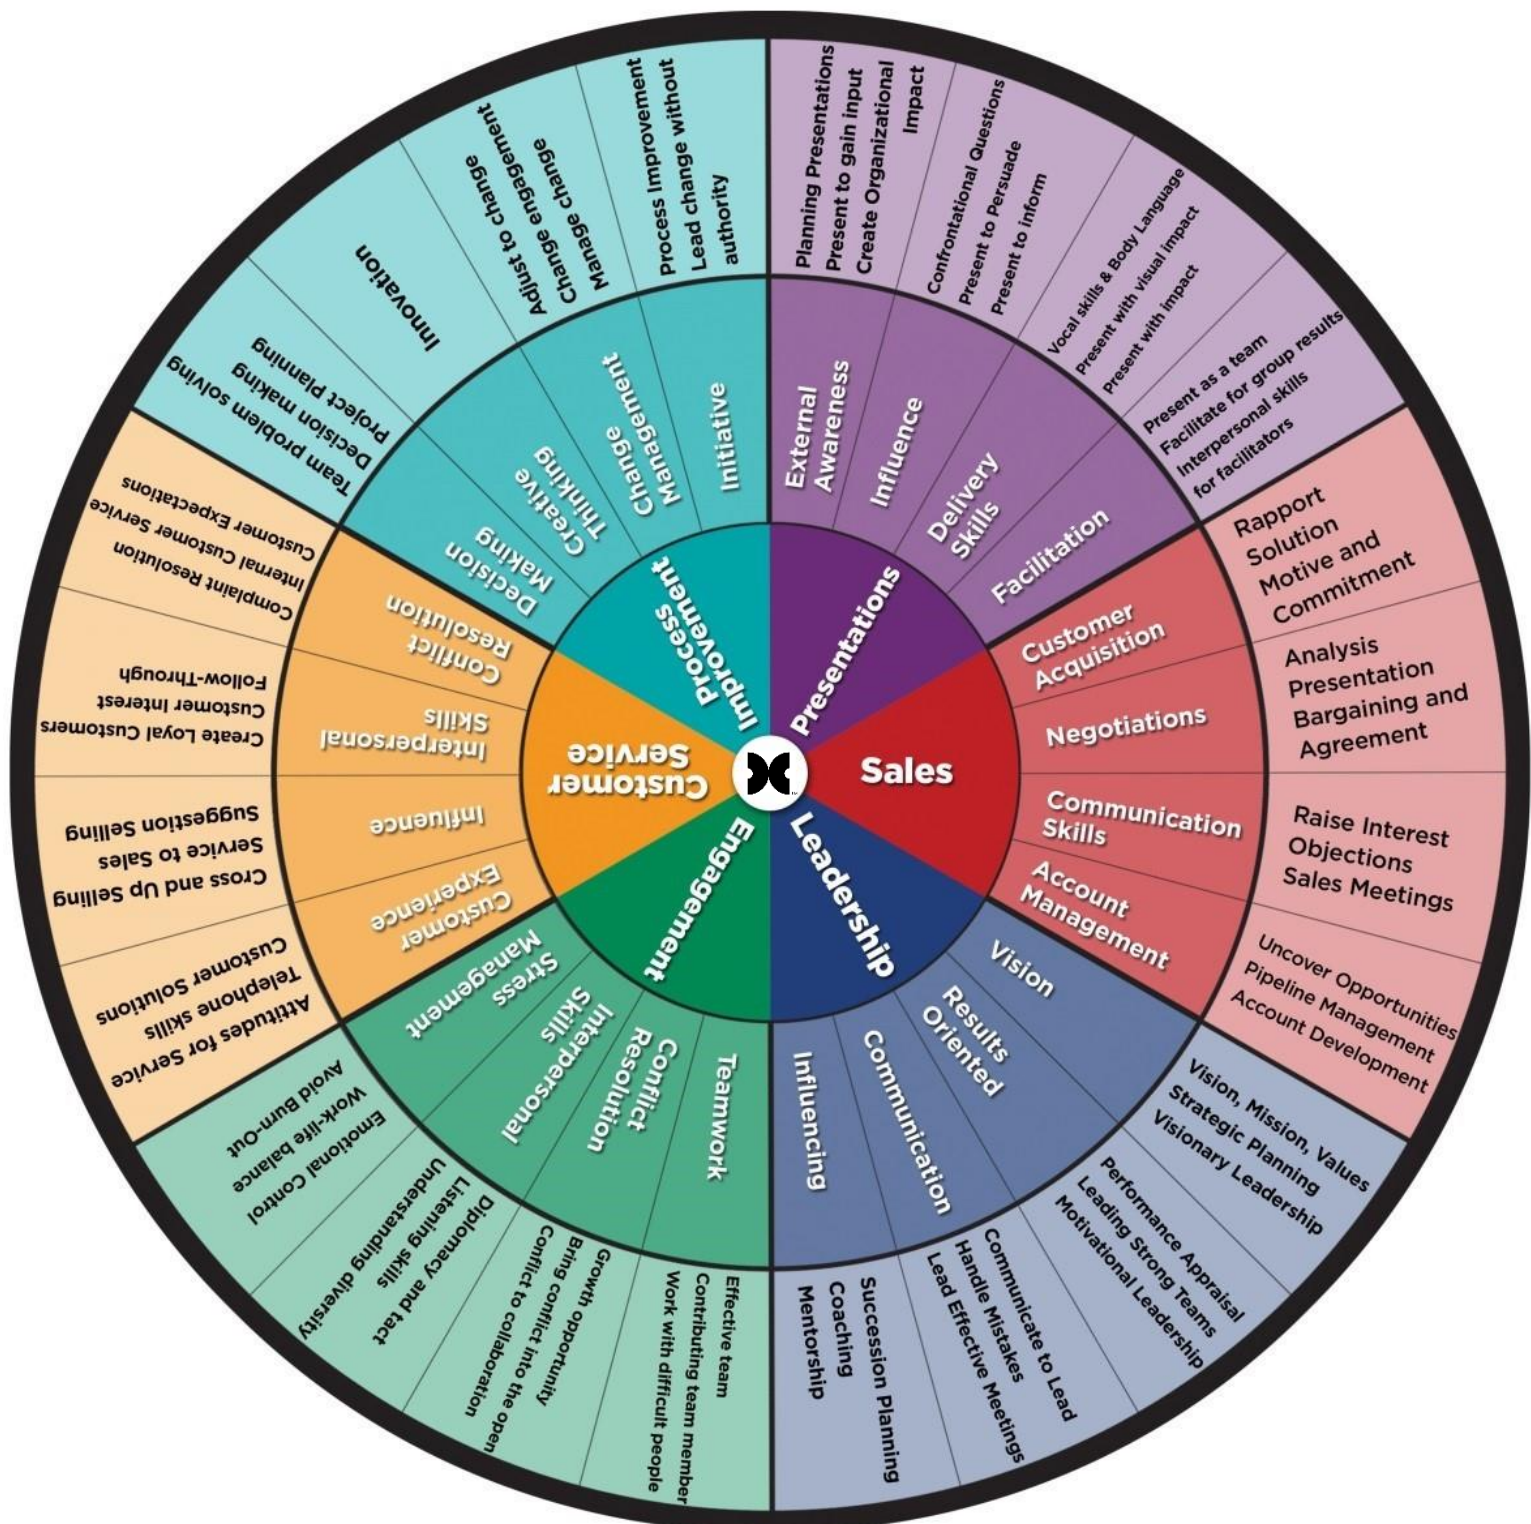 Presentations
External
Awareness
Planning Presentations
Present to gain input
Create Organizational
Impact
Influence
Confrontational Questions
Present to Persuade
Present to inform
Delivery
Skills
Vocal skills & Body Language
Present with visual impact
Present with impact
Facilitation
Present as a team
Facilitate for group results
Interpersonal skills
for facilitators
Sales
Customer
Acquisition
Rapport
Solution
Motive and
Commitment
Negotiations
Analysis
Presentation
Bargaining and
Agreement
Communication
Skills
Raise Interest
Objections
Sales Meetings
Account
Management
Uncover Opportunities
Pipeline Management
Account Development
Leadership
Vision
Vision, Mission, Values
Strategic Planning
Visionary Leadership
Results
Oriented
Performance Appraisal
Leading Strong Teams
Motivational Leadership
Communication
Communicate to Lead
Handle Mistakes
Lead Effective Meetings
Influencing
Succession Planning
Coaching
Mentorship
Engagement
Teamwork
Effective team
Contributing team member
Work with difficult people
Conflict
Resolution
Growth opportunity
Bring conflict into the open
Conflict to collaboration
Interpersonal
Skills
Diplomacy and tact
Listening skills
Understanding diversity
Stress
Management
Emotional Control
Work-life balance
Avoid Burn-Out
Customer
Service
Customer
Experience
Attitudes for Service
Telephone skills
Customer Solutions
Influence
Cross and Up Selling
Service to Sales
Suggestion Selling
Interpersonal
Skills
Create Loyal Customers
Customer Interest
Follow-Through
Conflict
Resolution
Complaint Resolution
Internal Customer Service
Customer Expectations
Process
Improvement
Decision
Making
Team problem solving
Decision making
Project Planning
Creative
Thinking
Innovation
Change
Management
Adjust to change
Change engagement
Manage change
Initiative
Process Improvement
Lead change without
authority